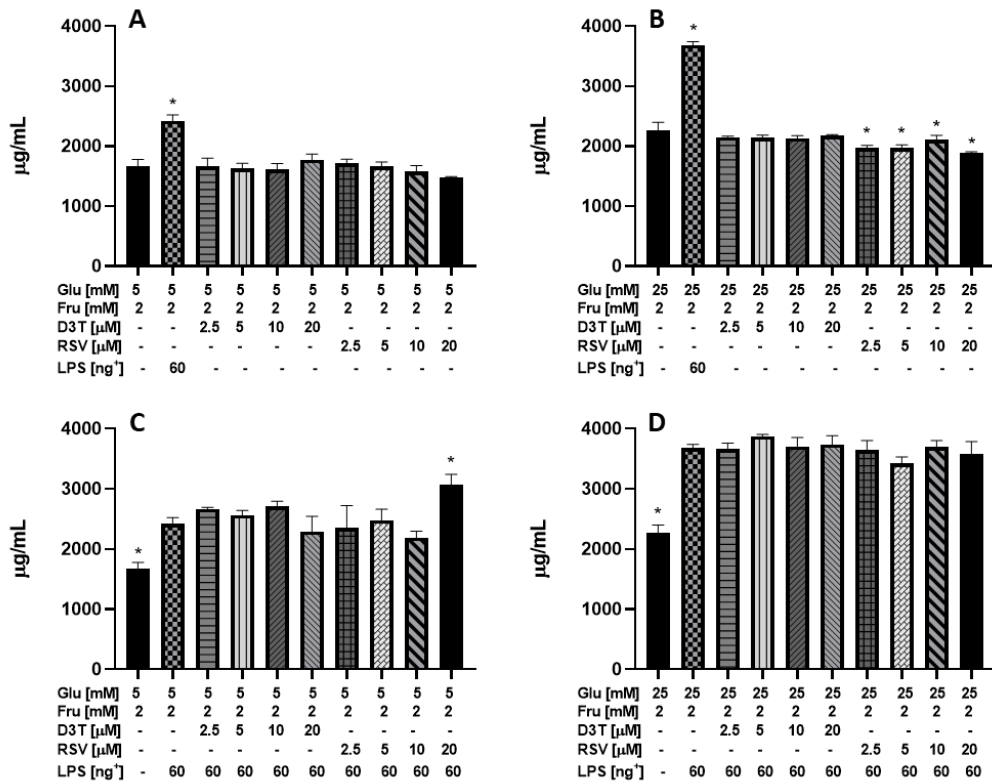 A
4000
3000
2000
1000
0
µg/mL
*
Glu [mM] 5 5 5 5 5 5 5 5 5 5
Fru [mM] 2 2 2 2 2 2 2 2 2 2
D3T [µM] - - 2.5 5 10 20 - - - -
RSV [µM] - - - - - - 2.5 5 10 20
LPS [ng⁺] - 60 - - - - - - - -
B
4000
3000
2000
1000
0
µg/mL
* * * * *
Glu [mM] 25 25 25 25 25 25 25 25 25 25
Fru [mM] 2 2 2 2 2 2 2 2 2 2
D3T [µM] - - 2.5 5 10 20 - - - -
RSV [µM] - - - - - - 2.5 5 10 20
LPS [ng⁺] - 60 - - - - - - - -
C
4000
3000
2000
1000
0
µg/mL
* *
Glu [mM] 5 5 5 5 5 5 5 5 5 5
Fru [mM] 2 2 2 2 2 2 2 2 2 2
D3T [µM] - - 2.5 5 10 20 - - - -
RSV [µM] - - - - - - 2.5 5 10 20
LPS [ng⁺] - 60 60 60 60 60 60 60 60 60
D
4000
3000
2000
1000
0
µg/mL
*
Glu [mM] 25 25 25 25 25 25 25 25 25 25
Fru [mM] 2 2 2 2 2 2 2 2 2 2
D3T [µM] - - 2.5 5 10 20 - - - -
RSV [µM] - - - - - - 2.5 5 10 20
LPS [ng⁺] - 60 60 60 60 60 60 60 60 60